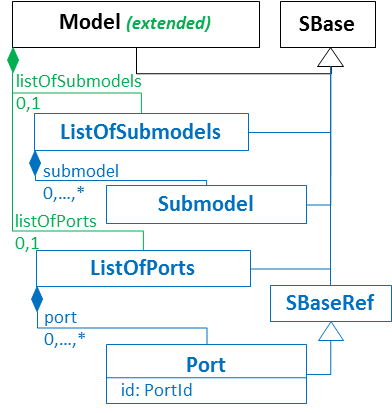 Model (extended)
SBase
listOfSubmodels
0,1
ListOfSubmodels
submodel
0,...,*
Submodel
listOfPorts
0,1
ListOfPorts
SBaseRef
port
0,...,*
Port
id: PortId